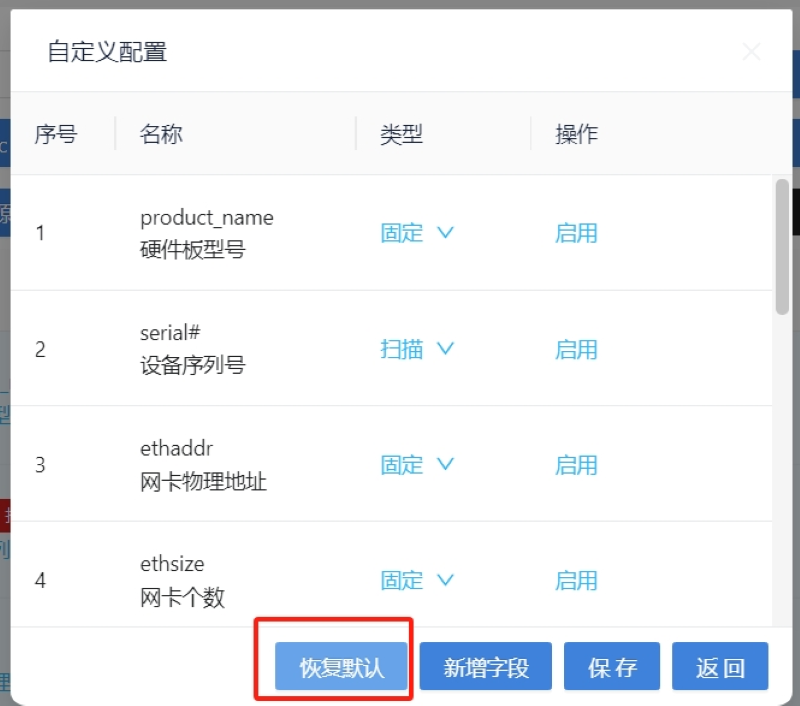 自定义配置
序号 名称 类型 操作
1 product_name 硬件板型号 固定 启用
2 serial# 设备序列号 扫描 启用
3 ethaddr 网卡物理地址 固定 启用
4 ethsize 网卡个数 固定 启用
恢复默认 新增字段 保存 返回